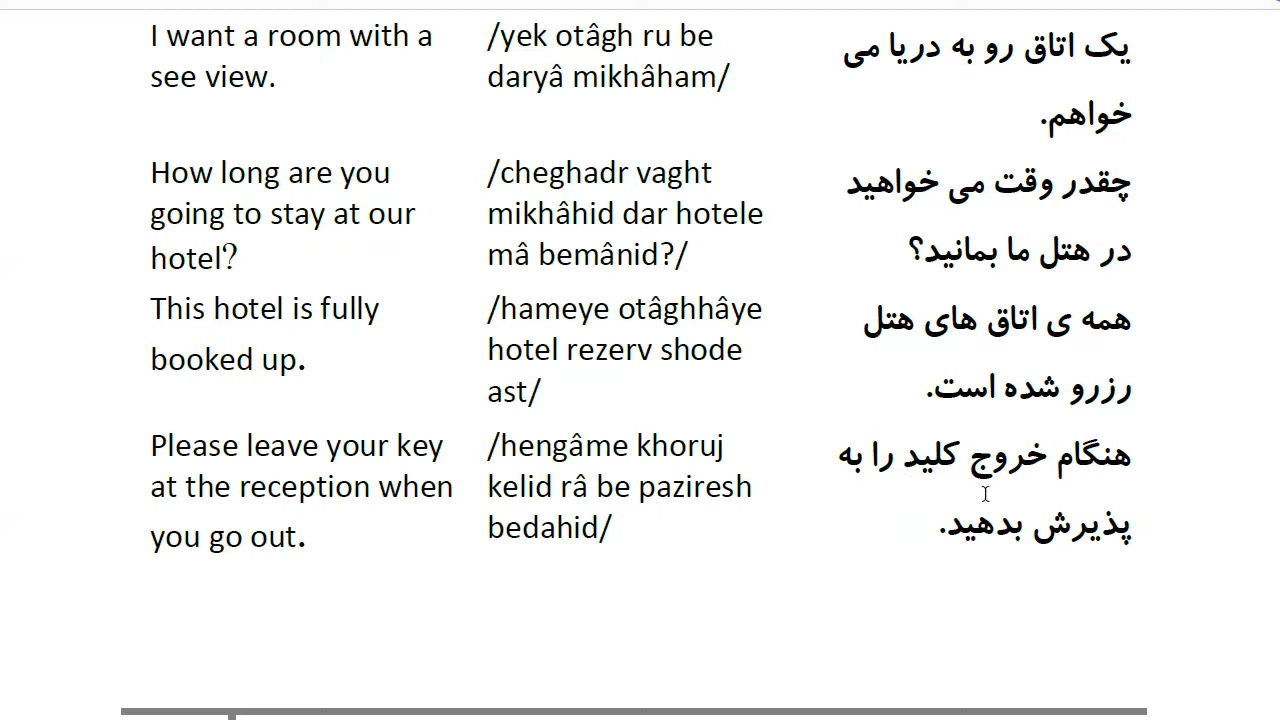 I want a room with a
see view.
/yek otâgh ru be
daryâ mikhâham/
یک اتاق رو به دریا می
خواهم.
How long are you
going to stay at our
hotel?
/cheghadr vaght
mikhâhid dar hotele
mâ bemânid?/
چقدر وقت می خواهید
در هتل ما بمانید؟
This hotel is fully
booked up.
/hameye otâghhâye
hotel rezerv shode
ast/
همه ی اتاق های هتل
رزرو شده است.
Please leave your key
at the reception when
you go out.
/hengâme khoruj
kelid râ be paziresh
bedahid/
هنگام خروج کلید را به
پذیرش بدهید.